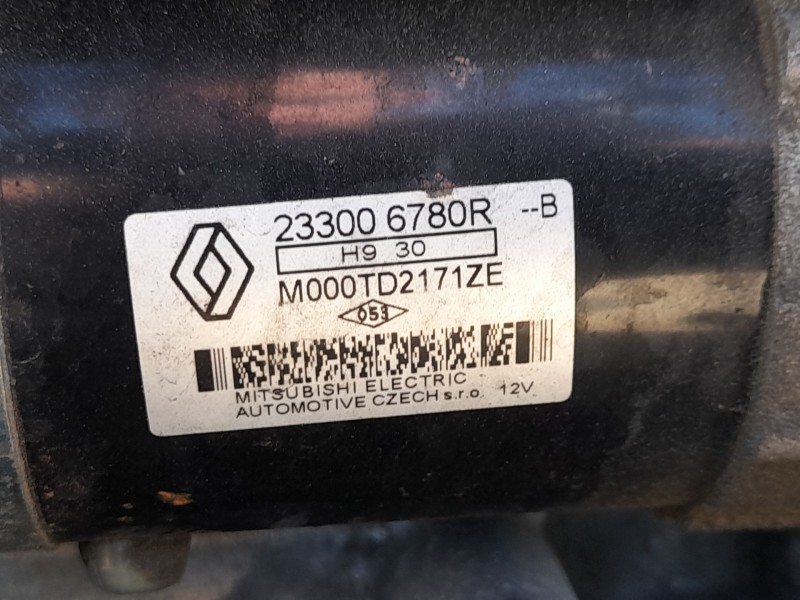 23300 6780R --B
H9 30
M000TD2171ZE
053
MITSUBISHI ELECTRIC
AUTOMOTIVE CZECH s.r.o. 12V